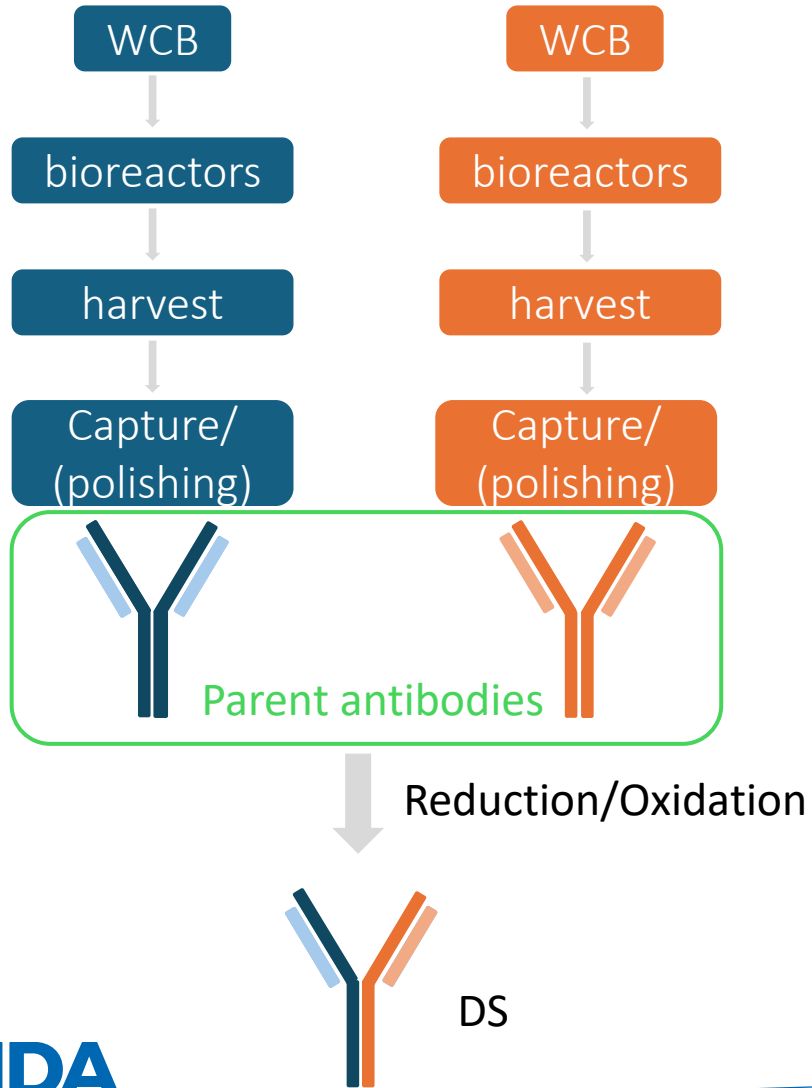 WCB
bioreactors
harvest
Capture/
(polishing)
WCB
bioreactors
harvest
Capture/
(polishing)
Parent antibodies
Reduction/Oxidation
DS